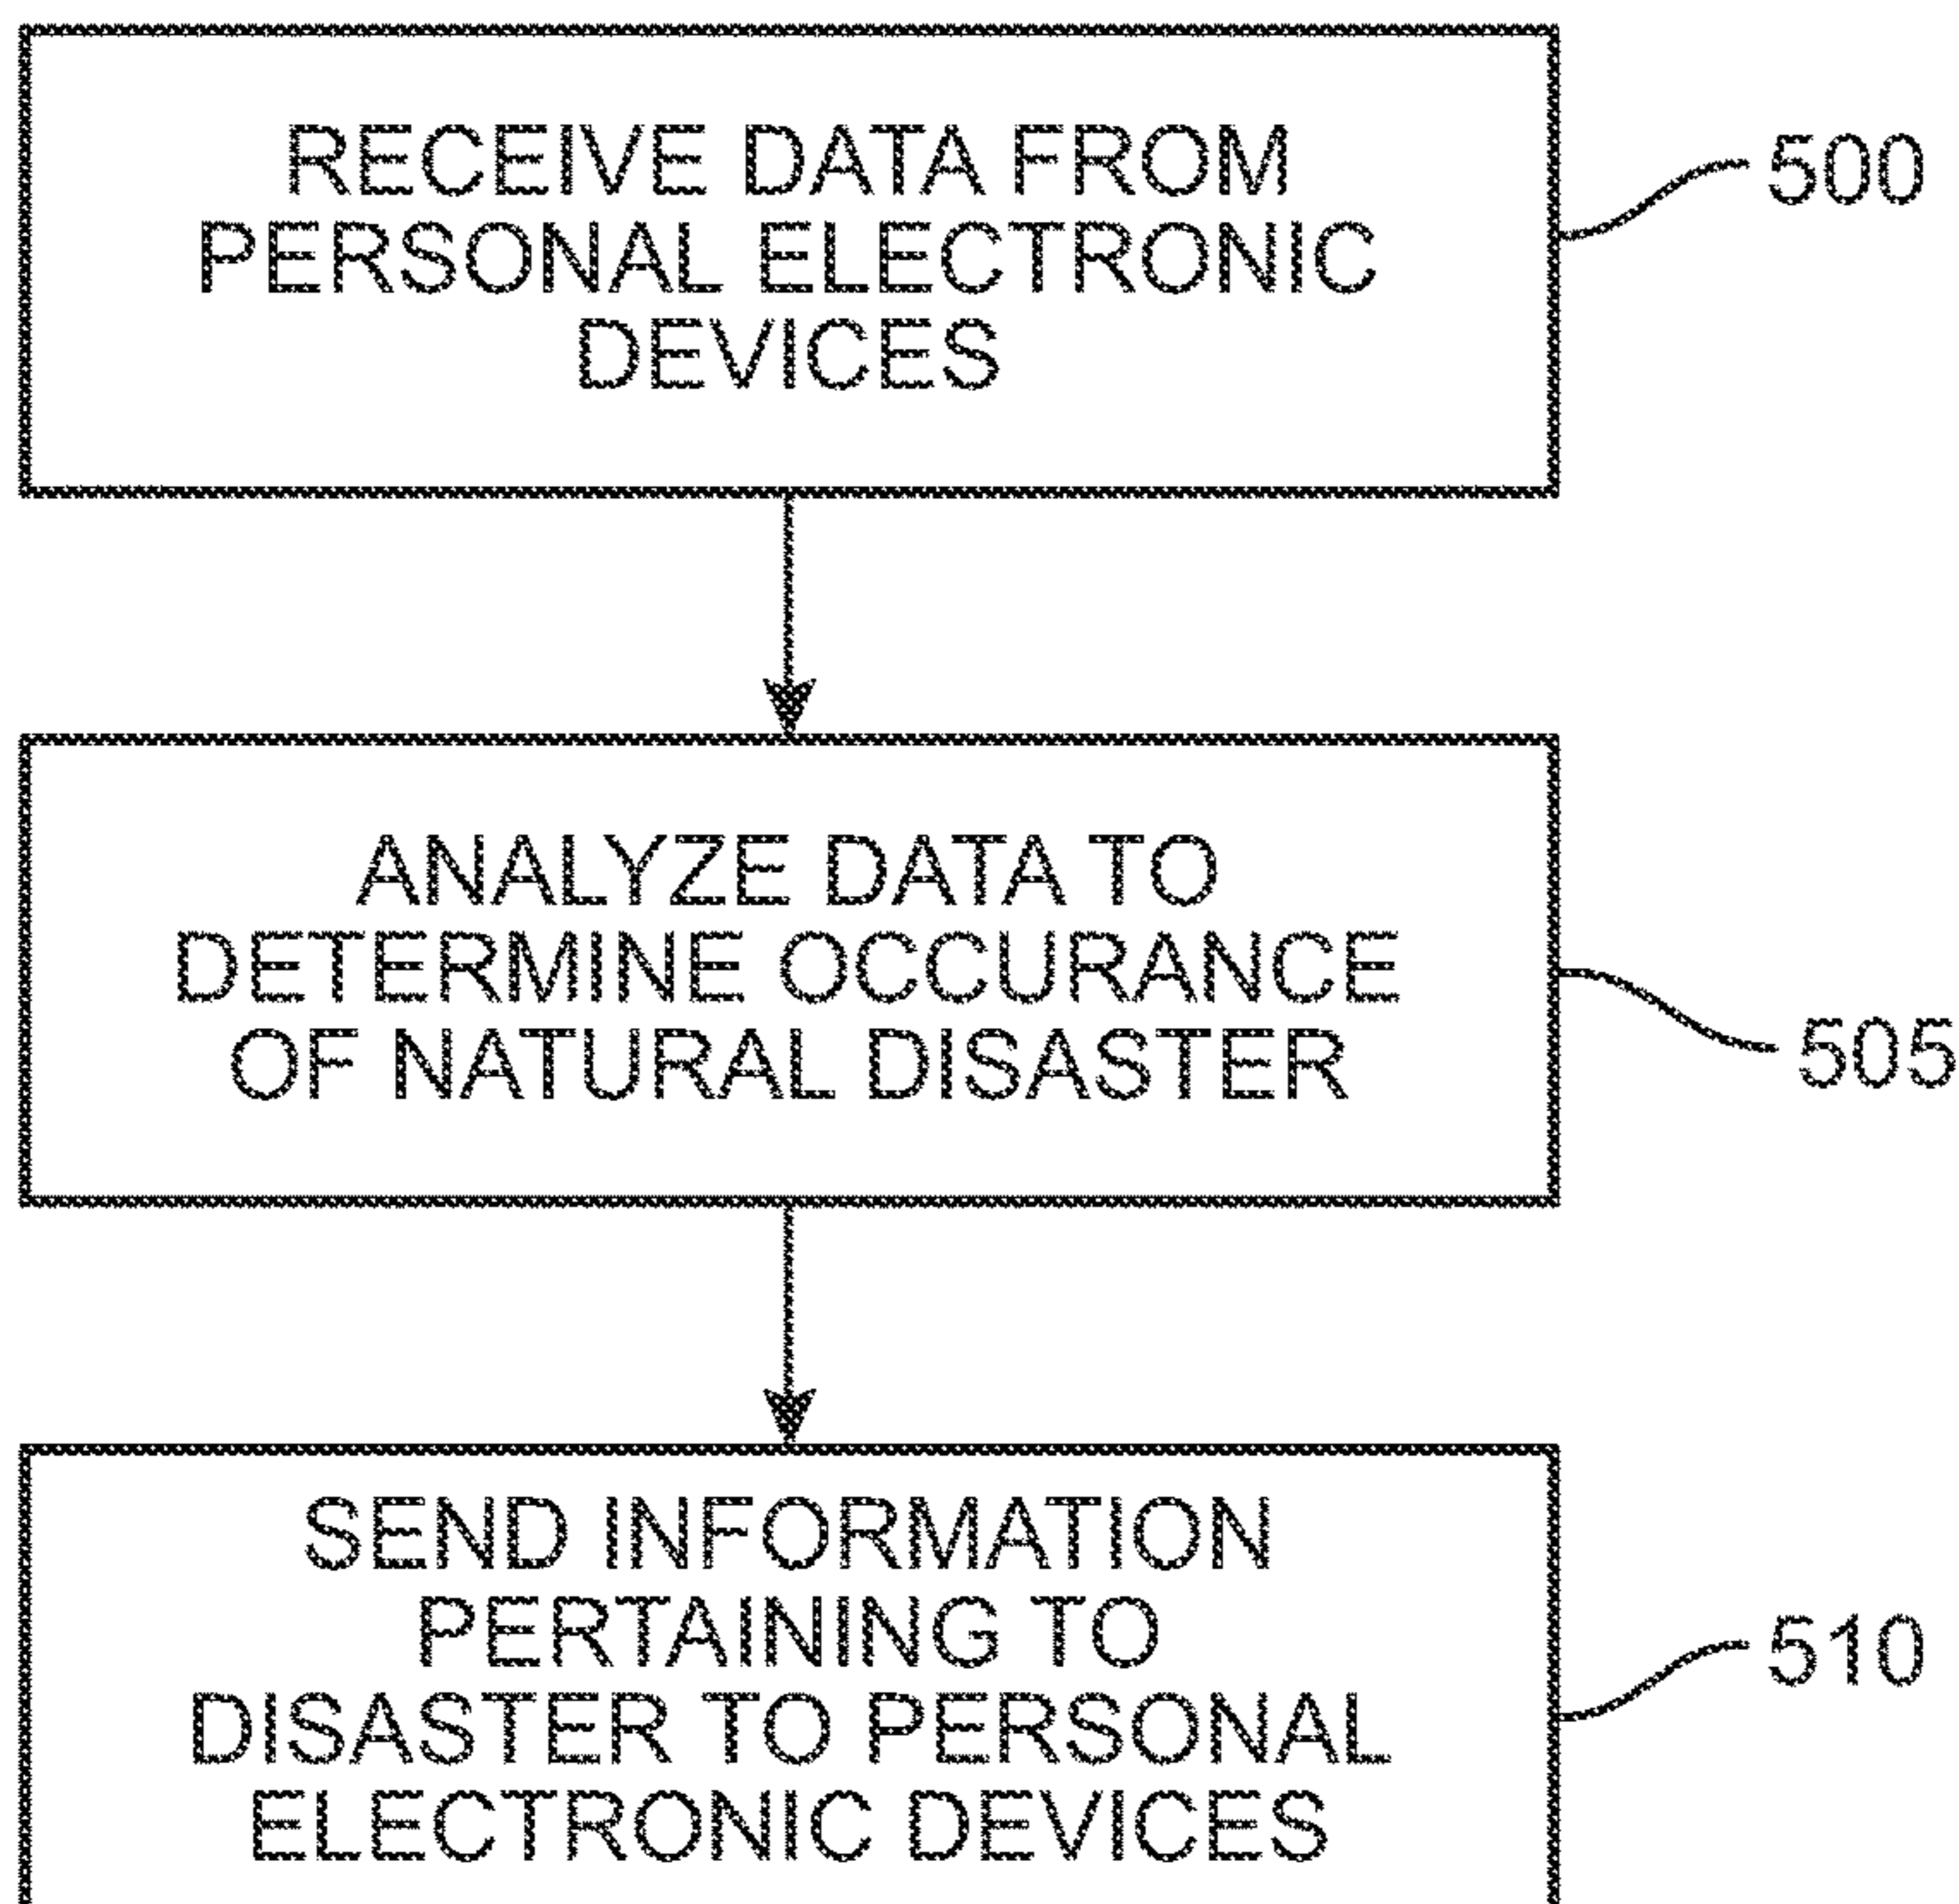 RECEIVE DATA FROM
PERSONAL ELECTRONIC
DEVICES
500
ANALYZE DATA TO
DETERMINE OCCURANCE
OF NATURAL DISASTER
505
SEND INFORMATION
PERTAINING TO
DISASTER TO PERSONAL
ELECTRONIC DEVICES
510